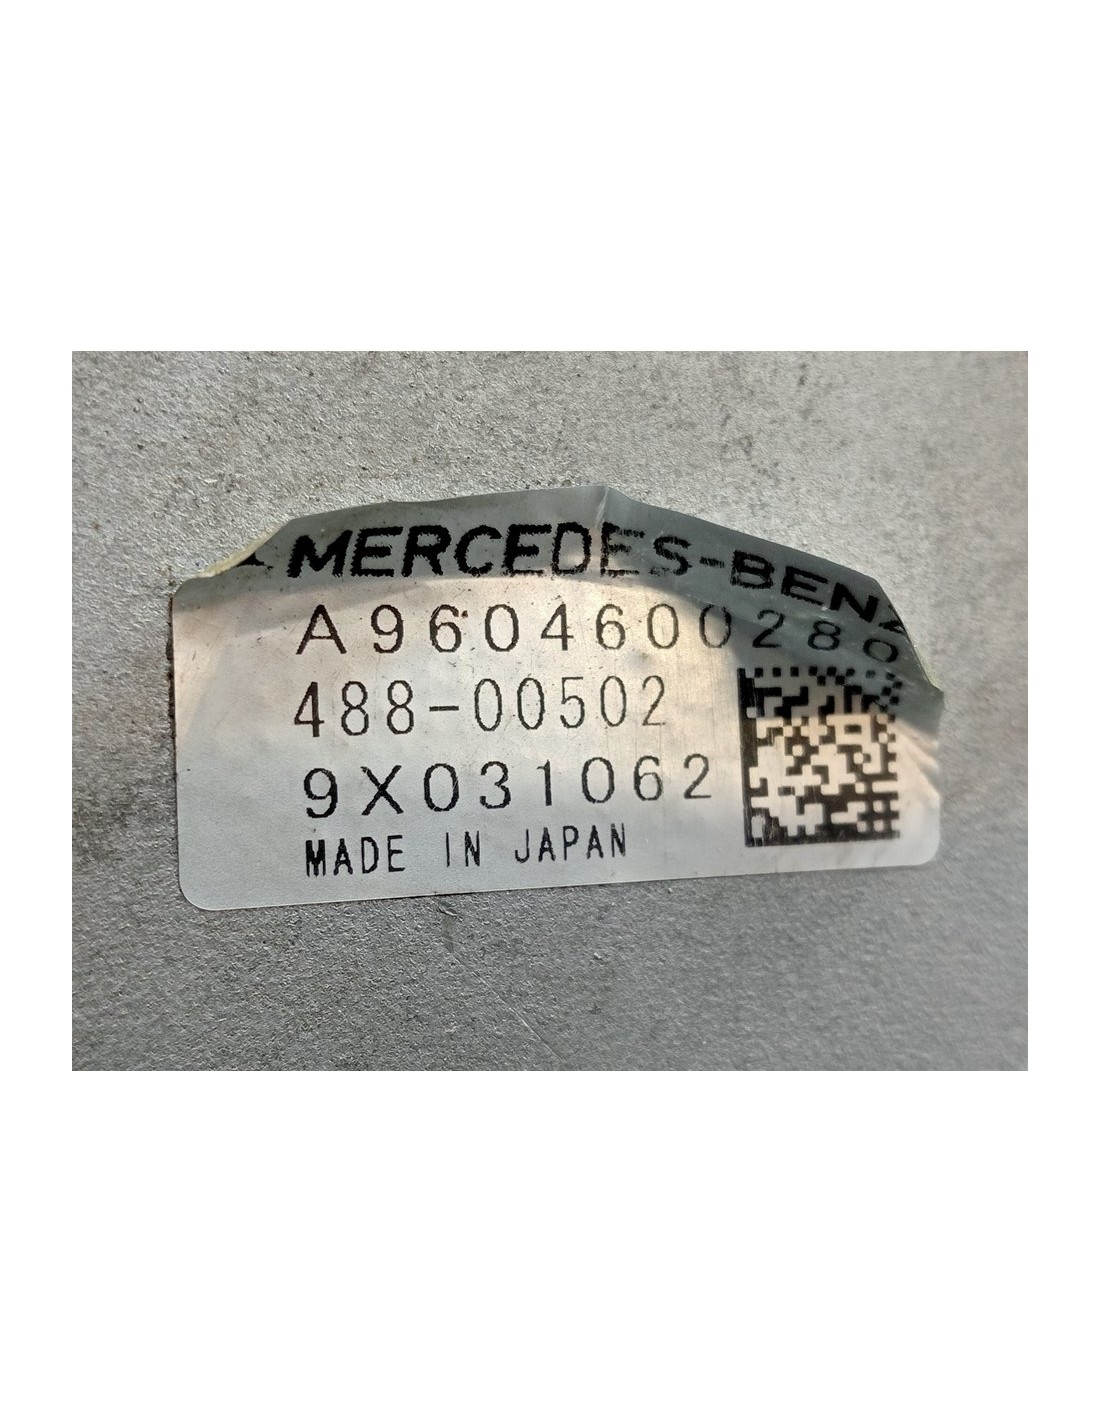 MERCEDES-BENZ
A9604600280
488-00502
9X031062
MADE IN JAPAN